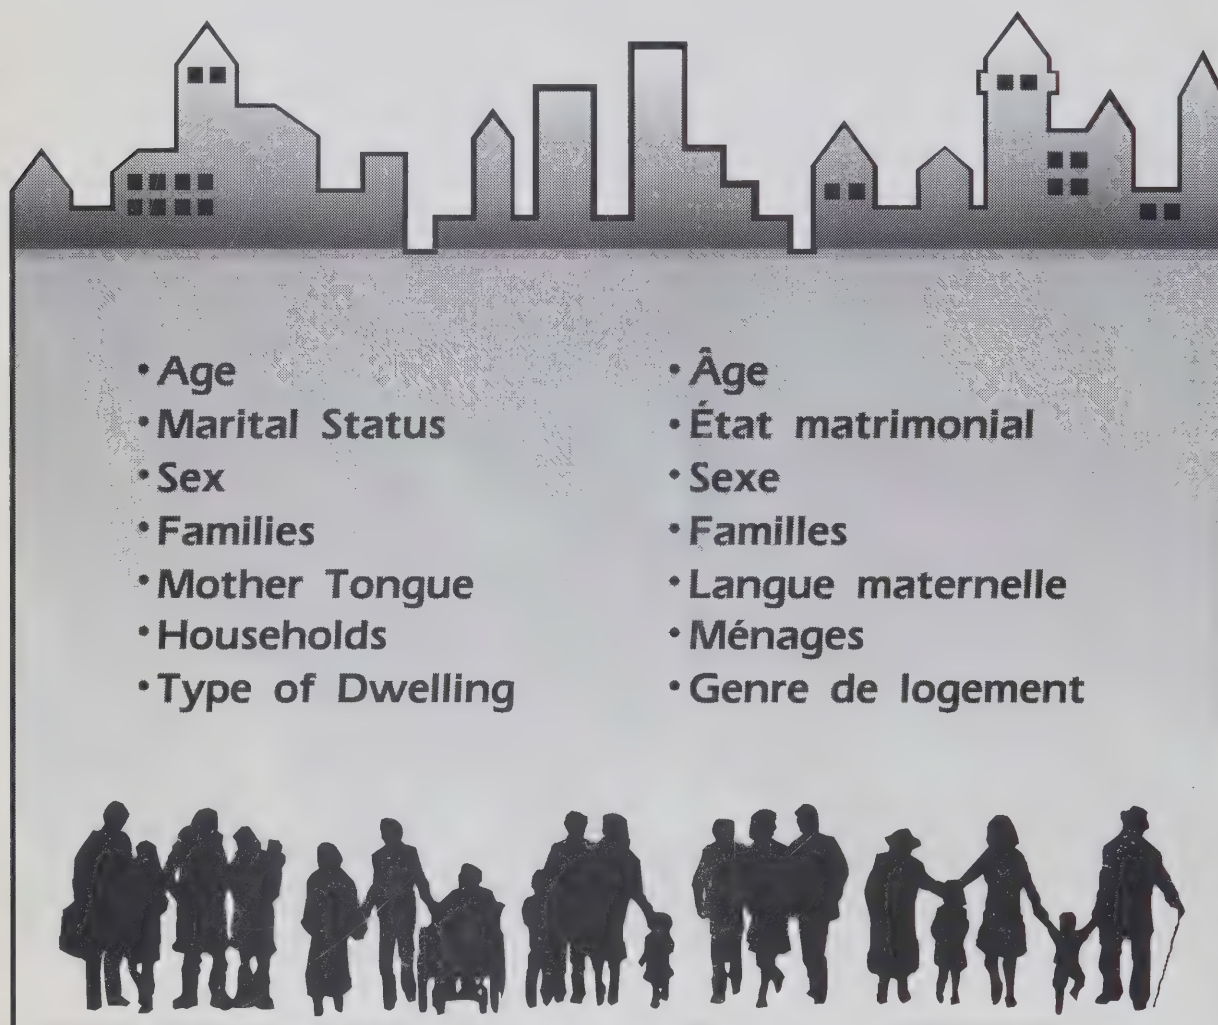 • Age
• Marital Status
• Sex
• Families
• Mother Tongue
• Households
• Type of Dwelling
• Âge
• État matrimonial
• Sexe
• Familles
• Langue maternelle
• Ménages
• Genre de logement